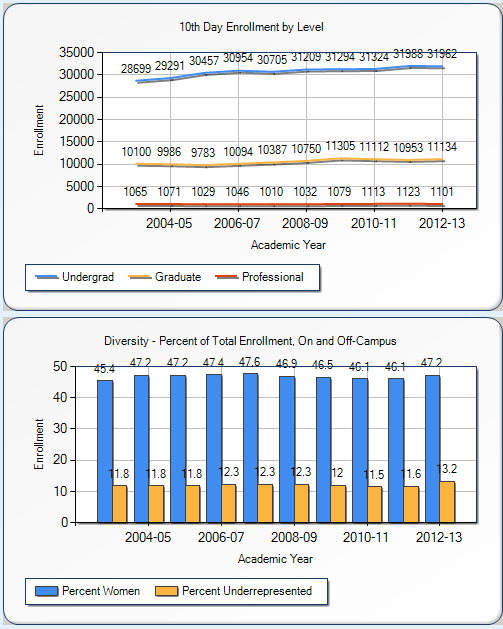 10th Day Enrollment by Level
35000
30000
25000
20000
15000
10000
5000
0
Enrollment
28699 29291 30457 30954 30705 31209 31294 31324 31988 31962
10100 9986 9783 10094 10387 10750 11305 11112 10953 11134
1065 1071 1029 1046 1010 1032 1079 1113 1123 1101
2004-05 2006-07 2008-09 2010-11 2012-13
Academic Year
Undergrad Graduate Professional
Diversity - Percent of Total Enrollment, On and Off-Campus
50
40
30
20
10
0
Enrollment
45.4 47.2 47.2 47.4 47.6 46.9 46.5 46.1 46.1 47.2
11.8 11.8 11.8 12.3 12.3 12.3 12 11.5 11.6 13.2
2004-05 2006-07 2008-09 2010-11 2012-13
Academic Year
Percent Women Percent Underrepresented